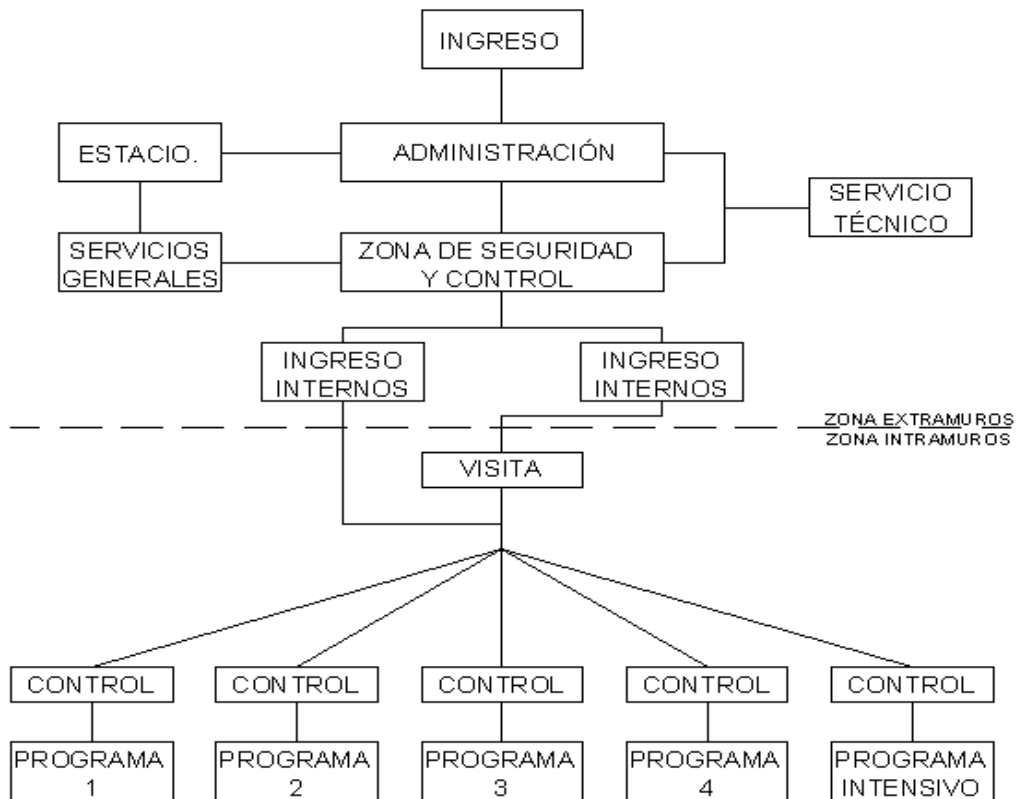 INGRESO
ESTACIO.
ADMINISTRACIÓN
SERVICIO
TÉCNICO
SERVICIOS
GENERALES
ZONA DE SEGURIDAD
Y CONTROL
INGRESO
INTERNOS
INGRESO
INTERNOS
ZONA EXTRAMUROS
ZONA INTRAMUROS
VISITA
CONTROL
CONTROL
CONTROL
CONTROL
CONTROL
PROGRAMA
1
PROGRAMA
2
PROGRAMA
3
PROGRAMA
4
PROGRAMA
INTENSIVO